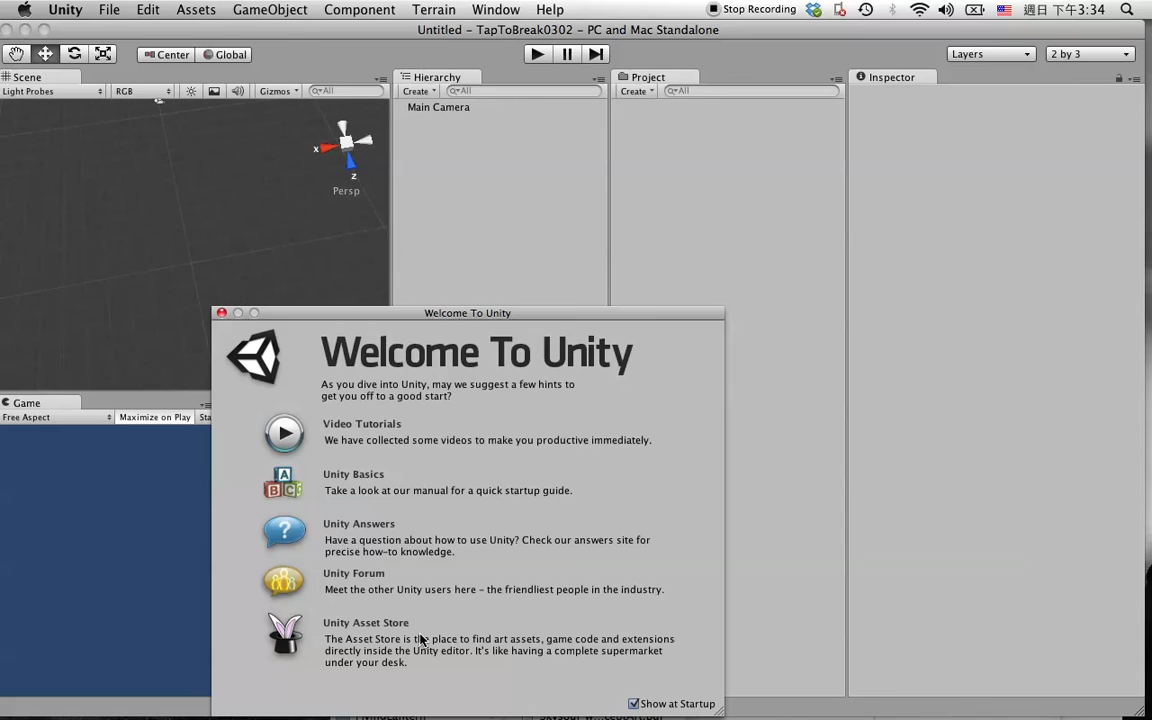 Unity File Edit Assets GameObject Component Terrain Window Help Stop Recording 週日 下午3:34
Untitled - TapToBreak0302 - PC and Mac Standalone
Center Global Layers 2 by 3
Scene Hierarchy Project Inspector
Light Probes RGB Gizmos All Create All Create All
Main Camera
x
z
Persp
Welcome To Unity
Welcome To Unity
As you dive into Unity, may we suggest a few hints to
get you off to a good start?
Game
Free Aspect Maximize on Play Sta
Video Tutorials
We have collected some videos to make you productive immediately.
Unity Basics
Take a look at our manual for a quick startup guide.
A
B C
Unity Answers
Have a question about how to use Unity? Check our answers site for
precise how-to knowledge.
?
Unity Forum
Meet the other Unity users here - the friendliest people in the industry.
Unity Asset Store
The Asset Store is the place to find art assets, game code and extensions
directly inside the Unity editor. It's like having a complete supermarket
under your desk.
Show at Startup